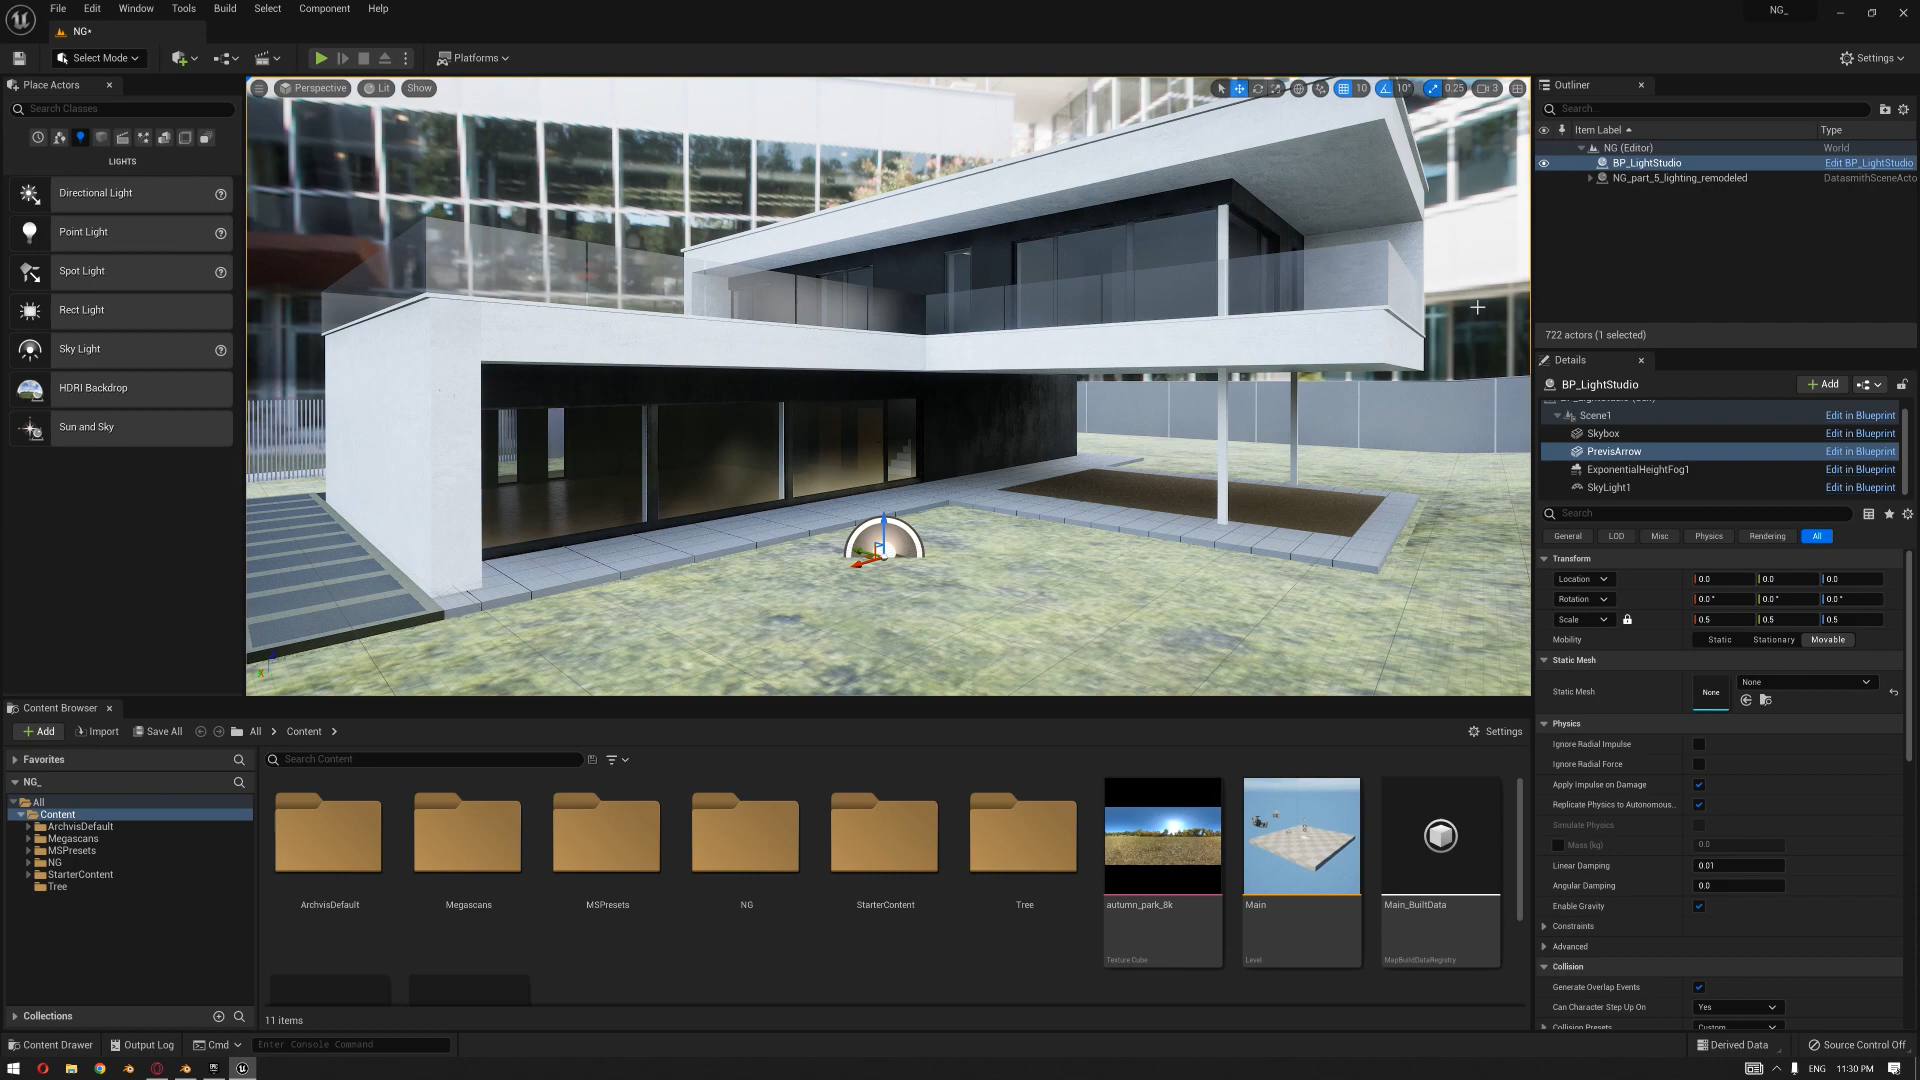 File Edit Window Tools Build Select Actor Component Help
NG_
NG*
Select Mode
Platforms
Settings
Place Actors
Search Classes
LIGHTS
Directional Light
Point Light
Spot Light
Rect Light
Sky Light
HDRI Backdrop
Sun and Sky
Perspective Lit Show
10 10° 0.25 3
Outliner
Search...
Item Label Type
NG (Editor) World
BP_LightStudio Edit BP_LightStudio
NG_part_5_lighting_remodeled DatasmithSceneActo
722 actors (1 selected)
Details
BP_LightStudio
+ Add
Scene1 Edit in Blueprint
Skybox Edit in Blueprint
PrevisArrow Edit in Blueprint
ExponentialHeightFog1 Edit in Blueprint
SkyLight1 Edit in Blueprint
Search
General LOD Misc Physics Rendering All
Transform
Location 0.0 0.0 0.0
Rotation 0.0° 0.0° 0.0°
Scale 0.5 0.5 0.5
Mobility Static Stationary Movable
Static Mesh
Static Mesh None None
Physics
Ignore Radial Impulse
Ignore Radial Force
Apply Impulse on Damage
Replicate Physics to Autonomous..
Simulate Physics
Mass (kg) 0.0
Linear Damping 0.01
Angular Damping 0.0
Enable Gravity
Constraints
Advanced
Collision
Generate Overlap Events
Can Character Step Up On Yes
Collision Presets Custom...
Content Browser
+ Add Import Save All All Content Settings
Favorites
NG_
All
Content
ArchvisDefault
Megascans
MSPresets
NG
StarterContent
Tree
Collections
Search Content
ArchvisDefault Megascans MSPresets NG StarterContent Tree
autumn_park_8k
Texture Cube
Main
Level
Main_BuiltData
MapBuildDataRegistry
11 items
Content Drawer Output Log Cmd Enter Console Command
Derived Data Source Control Off
ENG 11:30 PM